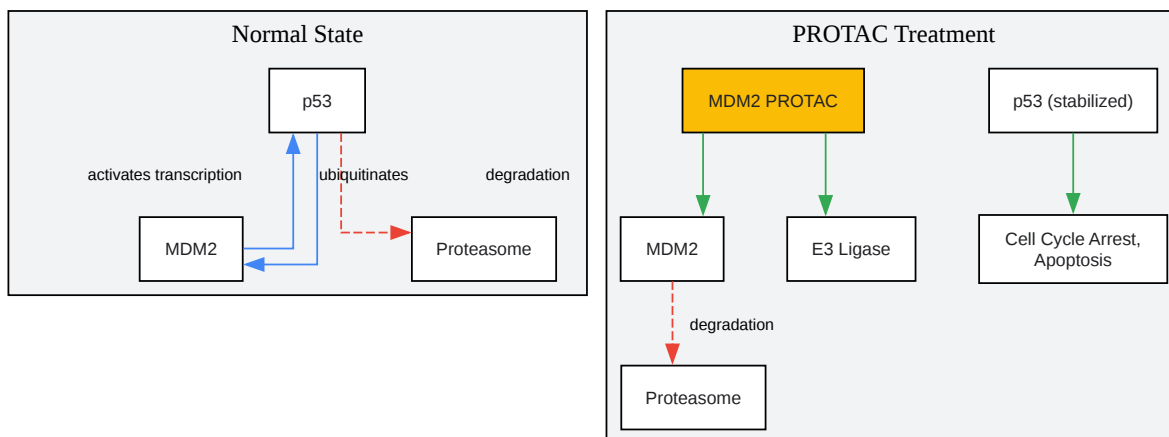 Normal State
p53
activates transcription
ubiquitinates
degradation
MDM2
Proteasome
PROTAC Treatment
MDM2 PROTAC
p53 (stabilized)
MDM2
E3 Ligase
Cell Cycle Arrest,
Apoptosis
degradation
Proteasome